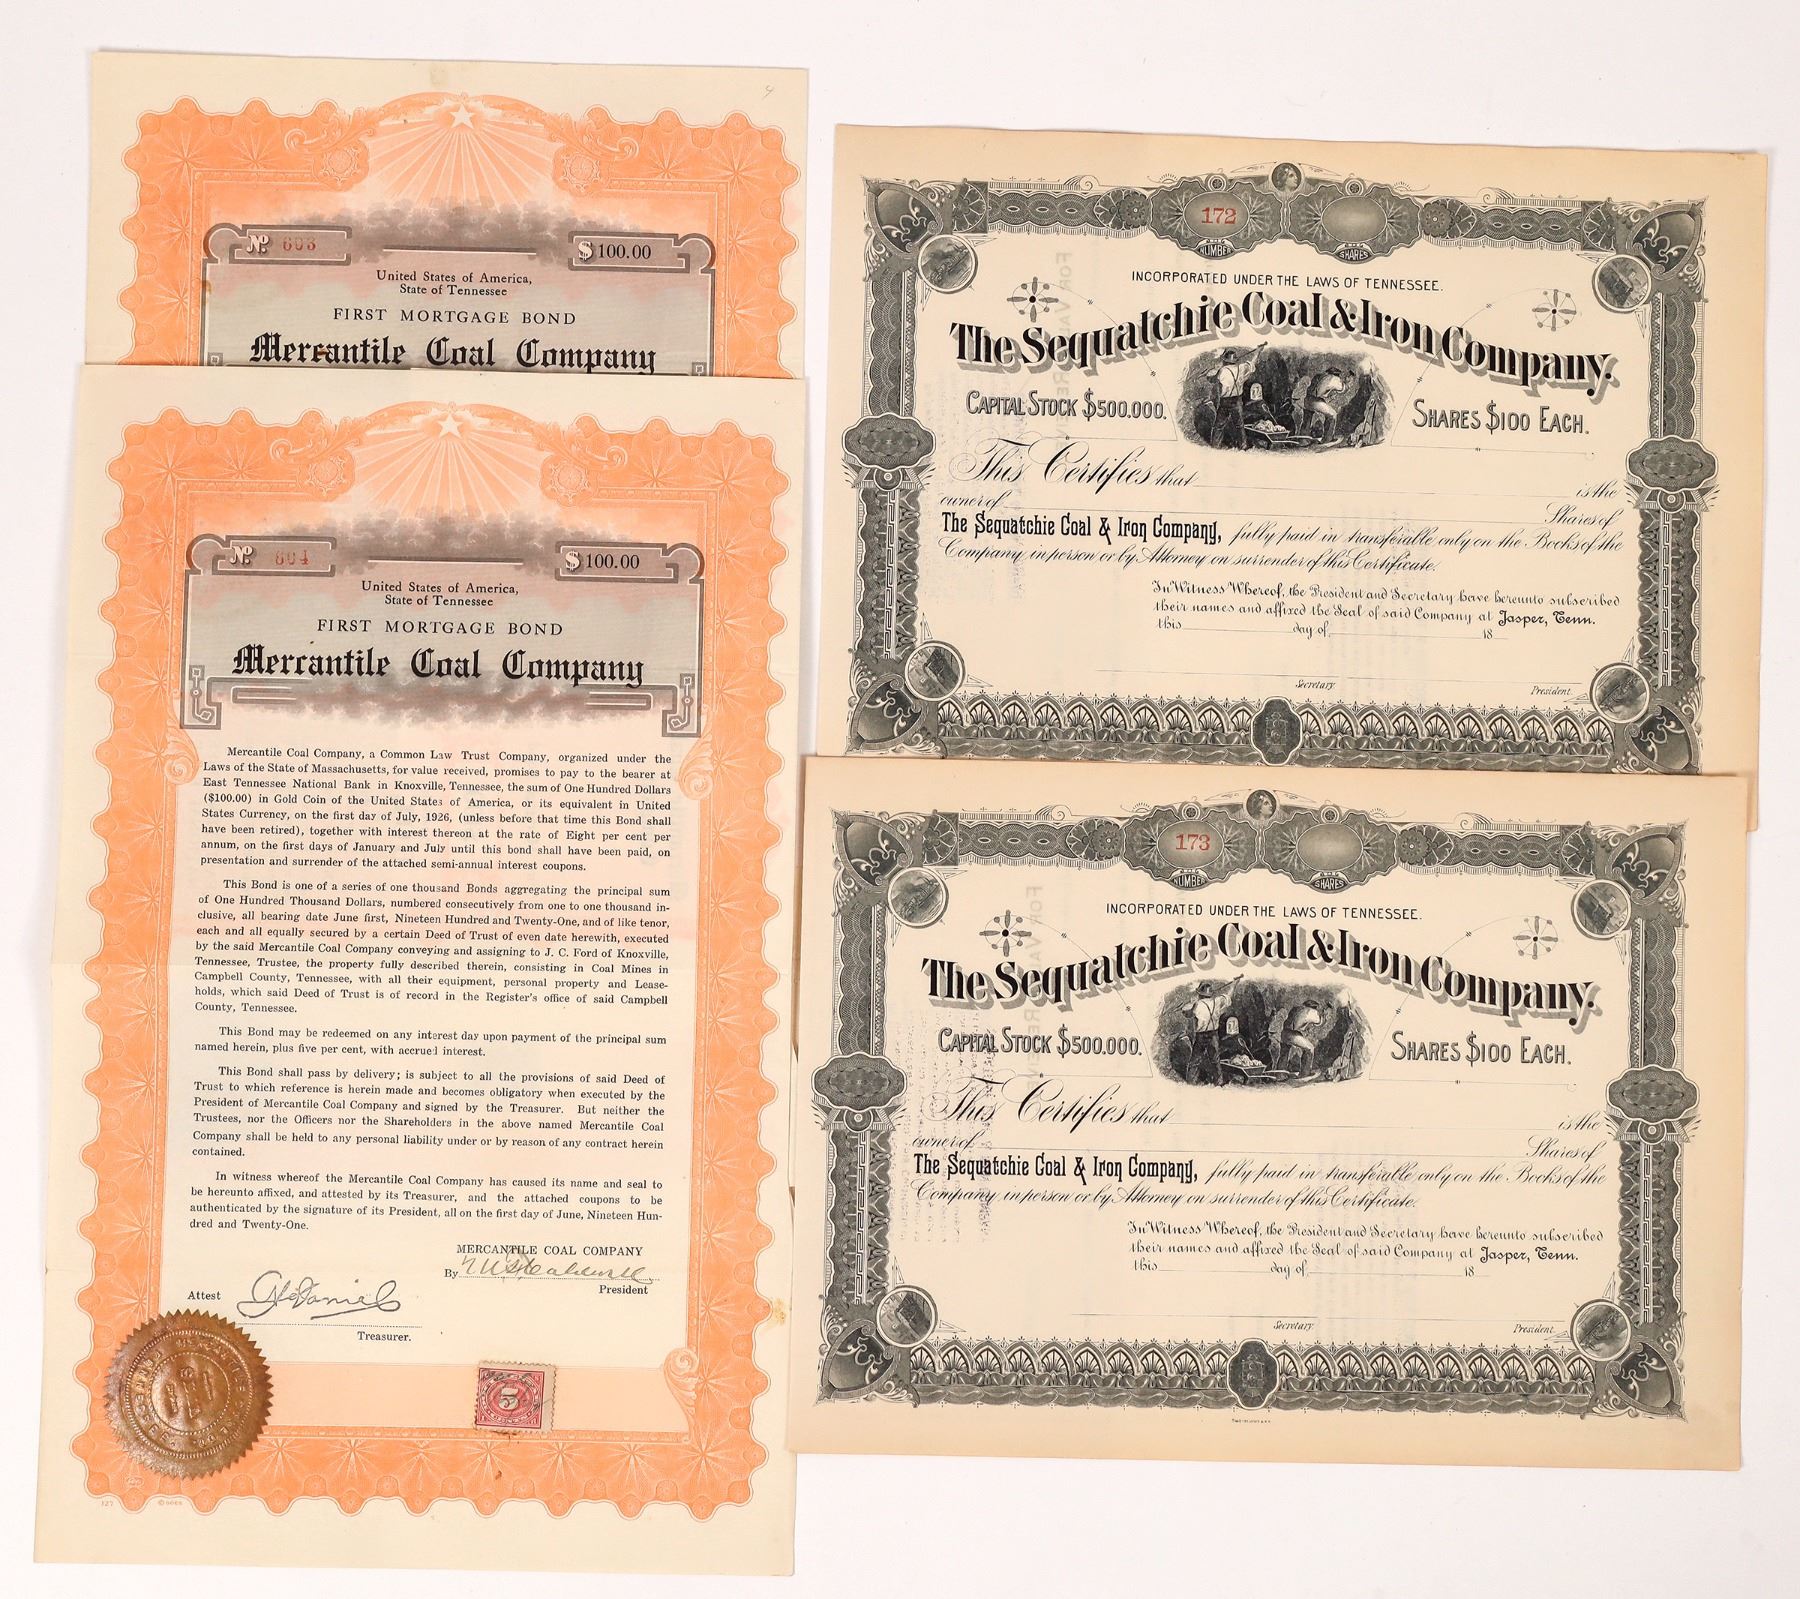 4
No 693
$100.00
United States of America,
State of Tennessee
FIRST MORTGAGE BOND
Mercantile Coal Company
No 804
$100.00
United States of America,
State of Tennessee
FIRST MORTGAGE BOND
Mercantile Coal Company
Mercantile Coal Company, a Common Law Trust Company, organized under the
Laws of the State of Massachusetts, for value received, promises to pay to the bearer at
East Tennessee National Bank in Knoxville, Tennessee, the sum of One Hundred Dollars
($100.00) in Gold Coin of the United States of America, or its equivalent in United
States Currency, on the first day of July, 1926, (unless before that time this Bond shall
have been retired), together with interest thereon at the rate of Eight per cent per
annum, on the first days of January and July until this bond shall have been paid, on
presentation and surrender of the attached semi-annual interest coupons.
This Bond is one of a series of one thousand Bonds aggregating the principal sum
of One Hundred Thousand Dollars, numbered consecutively from one to one thousand in-
clusive, all bearing date June first, Nineteen Hundred and Twenty-One, and of like tenor,
each and all equally secured by a certain Deed of Trust of even date herewith, executed
by the said Mercantile Coal Company conveying and assigning to J. C. Ford of Knoxville,
Tennessee, Trustee, the property fully described therein, consisting in Coal Mines in
Campbell County, Tennessee, with all their equipment, personal property and Lease-
holds, which said Deed of Trust is of record in the Register's office of said Campbell
County, Tennessee.
This Bond may be redeemed on any interest day upon payment of the principal sum
named herein, plus five per cent, with accrued interest.
This Bond shall pass by delivery; is subject to all the provisions of said Deed of
Trust to which reference is herein made and becomes obligatory when executed by the
President of Mercantile Coal Company and signed by the Treasurer. But neither the
Trustees, nor the Officers nor the Shareholders in the above named Mercantile Coal
Company shall be held to any personal liability under or by reason of any contract herein
contained.
In witness whereof the Mercantile Coal Company has caused its name and seal to
be hereunto affixed, and attested by its Treasurer, and the attached coupons to be
authenticated by the signature of its President, all on the first day of June, Nineteen Hun-
dred and Twenty-One.
MERCANTILE COAL COMPANY
By
President
Attest
Treasurer.
SEAL
127
© GOES
172
NUMBER
SHARES
INCORPORATED UNDER THE LAWS OF TENNESSEE.
The Sequatchie Coal & Iron Company.
CAPITAL STOCK $500.000.
SHARES $100 EACH.
This Certifies that is the
owner of Shares of
The Sequatchie Coal & Iron Company, fully paid in transferable only on the Books of the
Company, in person or by Attorney on surrender of this Certificate.
In Witness Whereof, the President and Secretary have hereunto subscribed
their names and affixed the Seal of said Company at Jasper, Tenn.
this day of 18
Secretary.
President.
173
NUMBER
SHARES
INCORPORATED UNDER THE LAWS OF TENNESSEE.
The Sequatchie Coal & Iron Company.
CAPITAL STOCK $500.000.
SHARES $100 EACH.
This Certifies that is the
owner of Shares of
The Sequatchie Coal & Iron Company, fully paid in transferable only on the Books of the
Company, in person or by Attorney on surrender of this Certificate.
In Witness Whereof, the President and Secretary have hereunto subscribed
their names and affixed the Seal of said Company at Jasper, Tenn.
this day of 18
Secretary.
President.